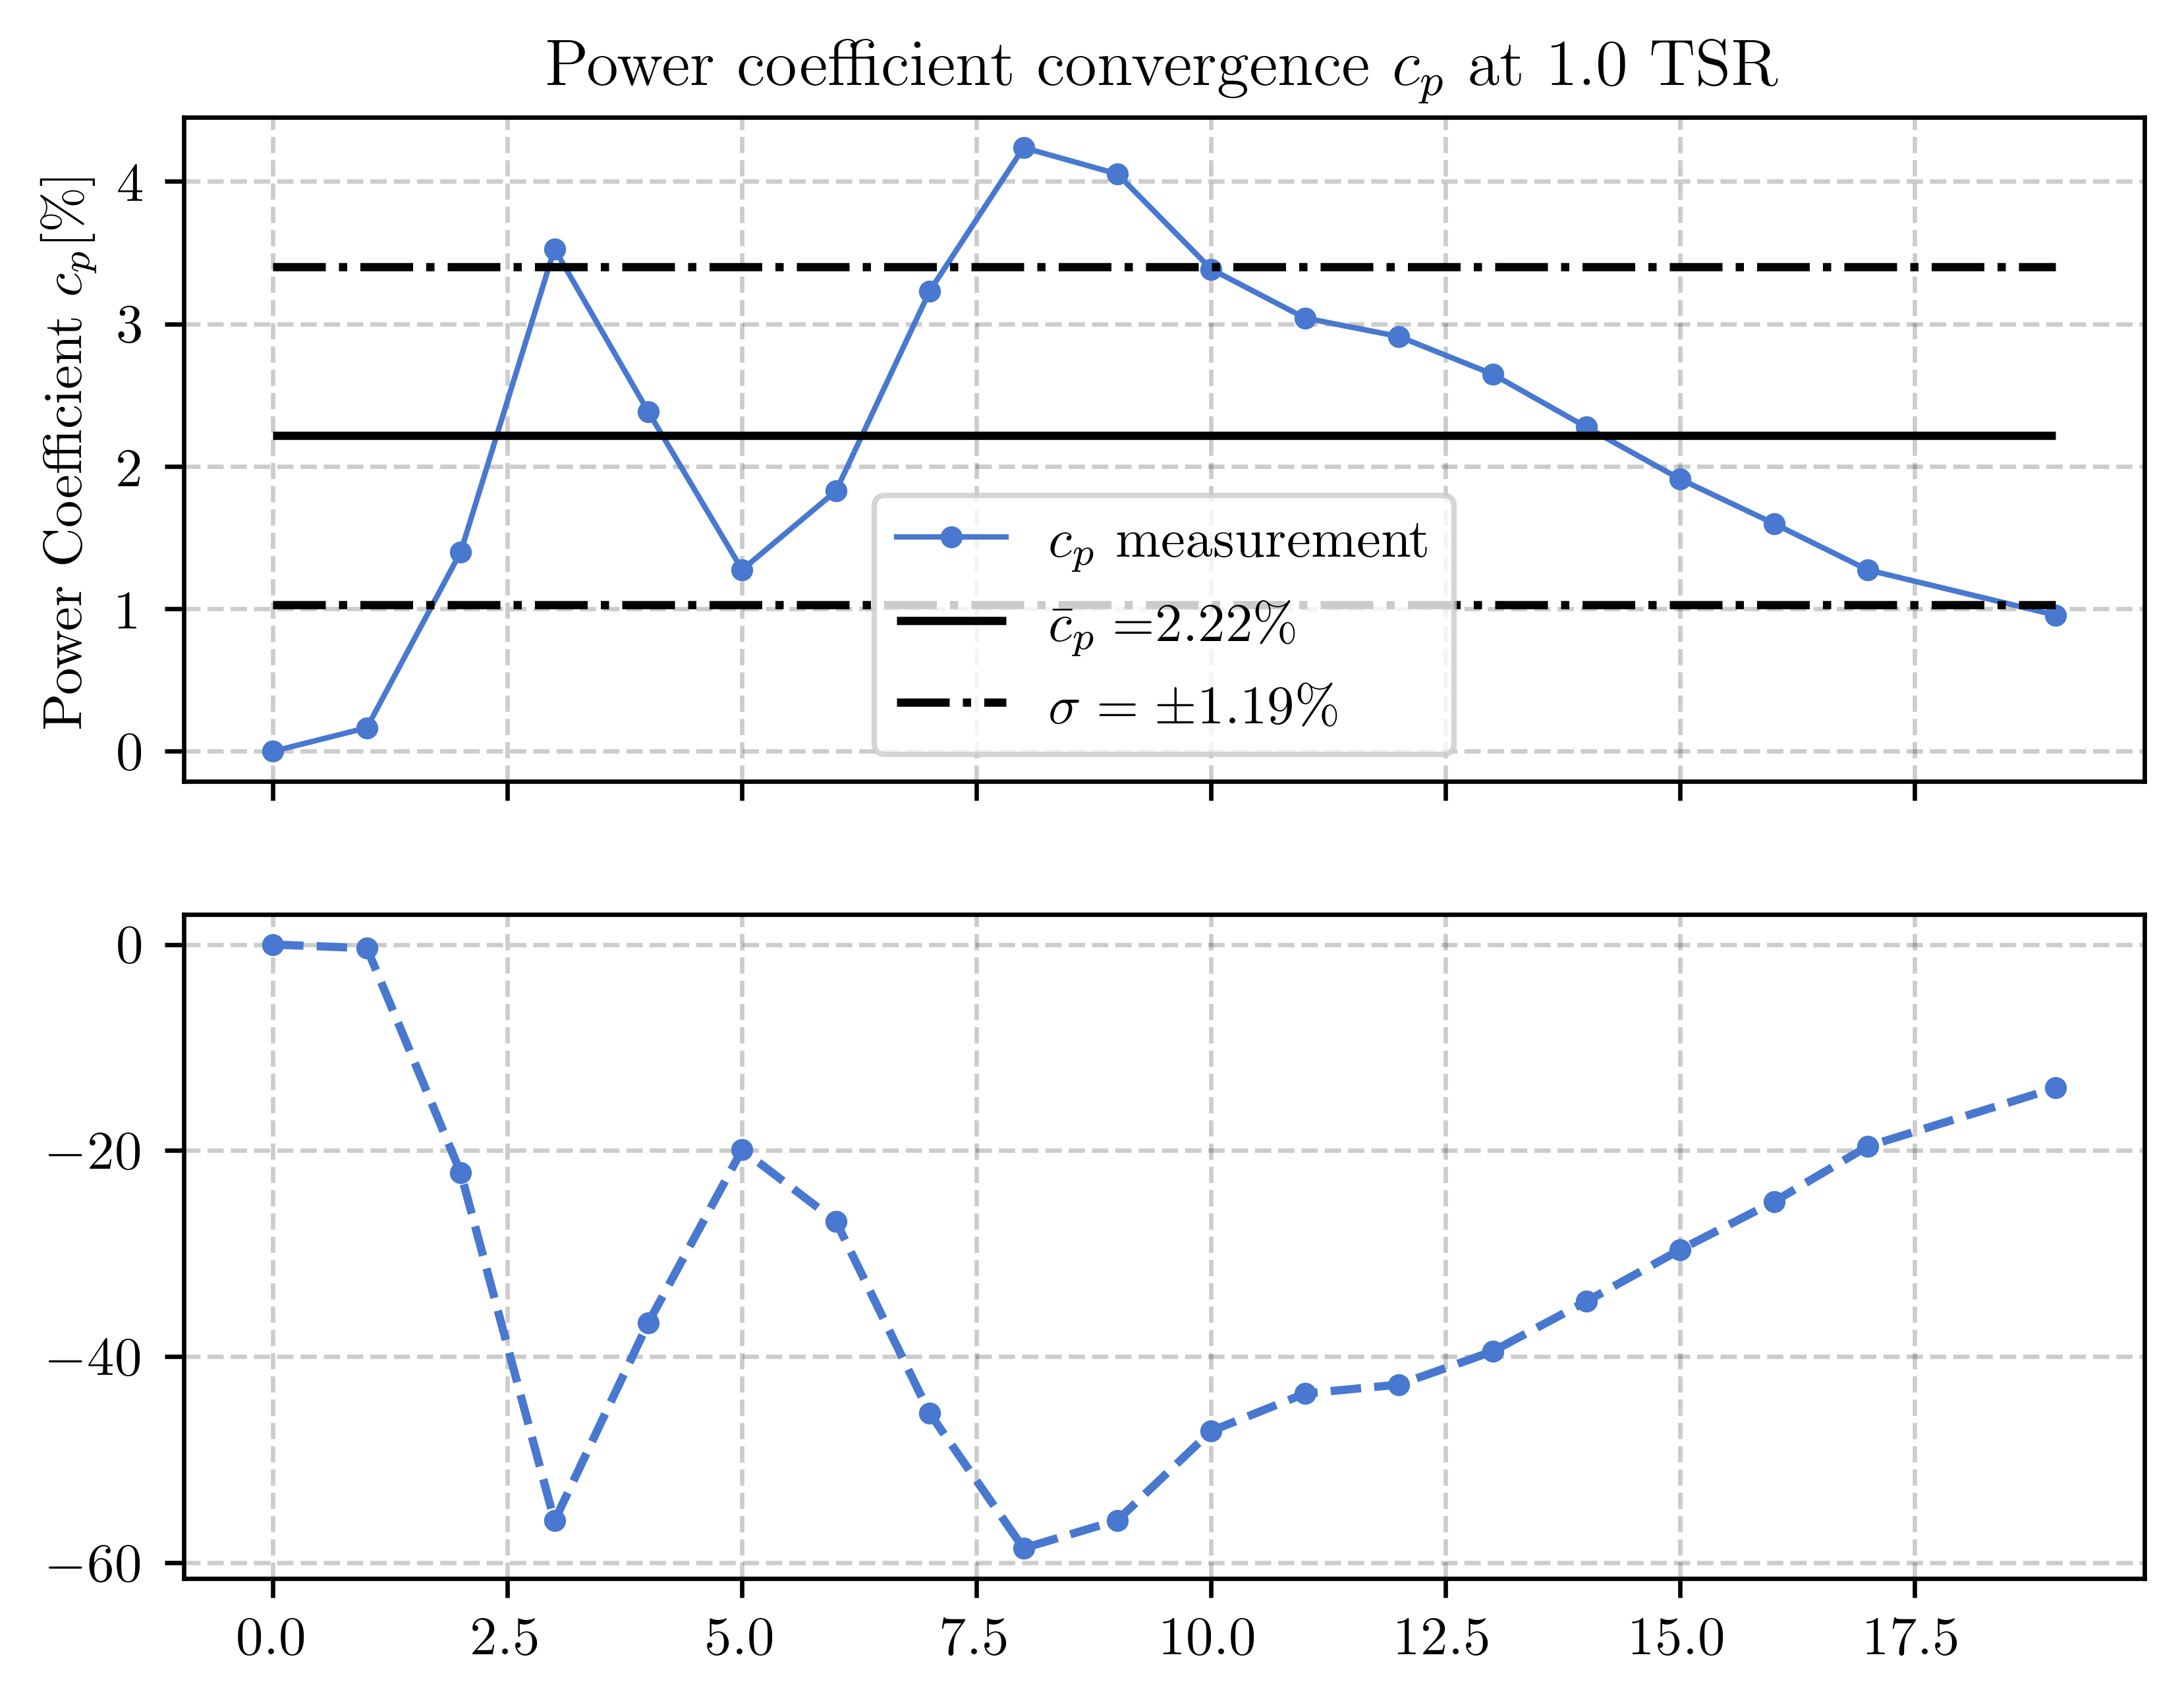 Power coefficient convergence c_p at 1.0 TSR
Power Coefficient c_p[%]
4
3
2
1
0
c_p measurement
c̄_p =2.22%
σ = ±1.19%
0
−20
−40
−60
0.0 2.5 5.0 7.5 10.0 12.5 15.0 17.5